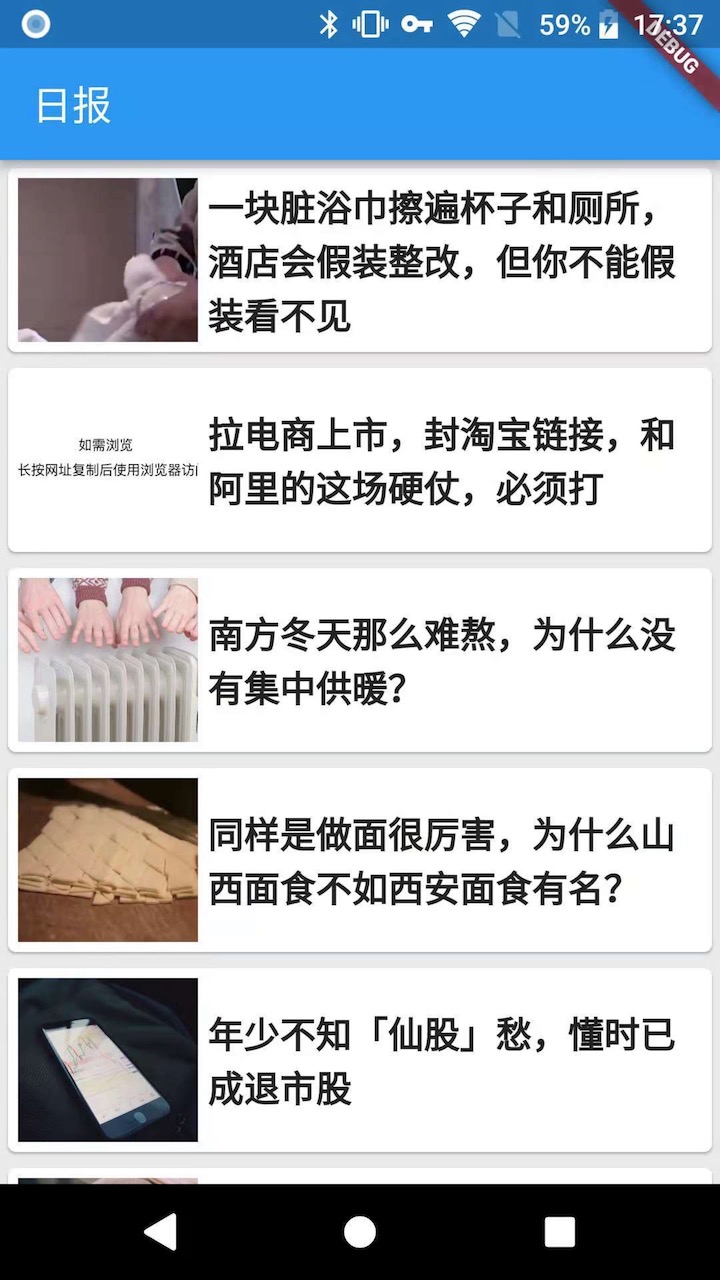 59%
17:37
DEBUG
日报
一块脏浴巾擦遍杯子和厕所，
酒店会假装整改，但你不能假
装看不见
如需浏览
长按网址复制后使用浏览器访
拉电商上市，封淘宝链接，和
阿里的这场硬仗，必须打
南方冬天那么难熬，为什么没
有集中供暖？
同样是做面很厉害，为什么山
西面食不如西安面食有名？
年少不知「仙股」愁，懂时已
成退市股